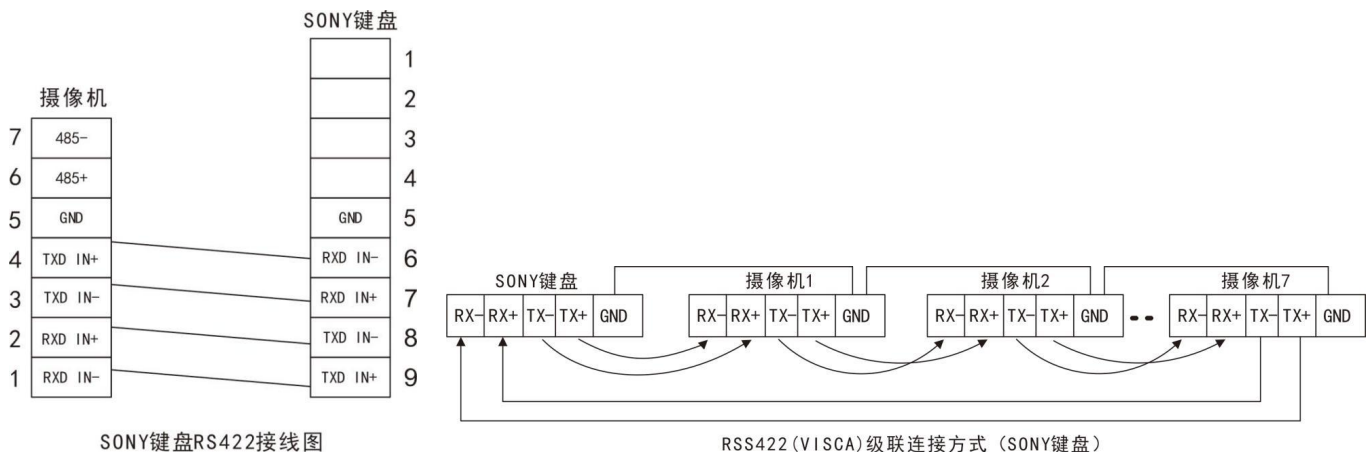 SONY键盘
1
2
3
4
GND 5
RXD IN- 6
RXD IN+ 7
TXD IN- 8
TXD IN+ 9
摄像机
7 485-
6 485+
5 GND
4 TXD IN+
3 TXD IN-
2 RXD IN+
1 RXD IN-
SONY键盘RS422接线图
SONY键盘
RX- RX+ TX- TX+ GND
摄像机1
RX- RX+ TX- TX+ GND
摄像机2
RX- RX+ TX- TX+ GND
摄像机7
RX- RX+ TX- TX+ GND
RSS422(VISCA)级联连接方式（SONY键盘）